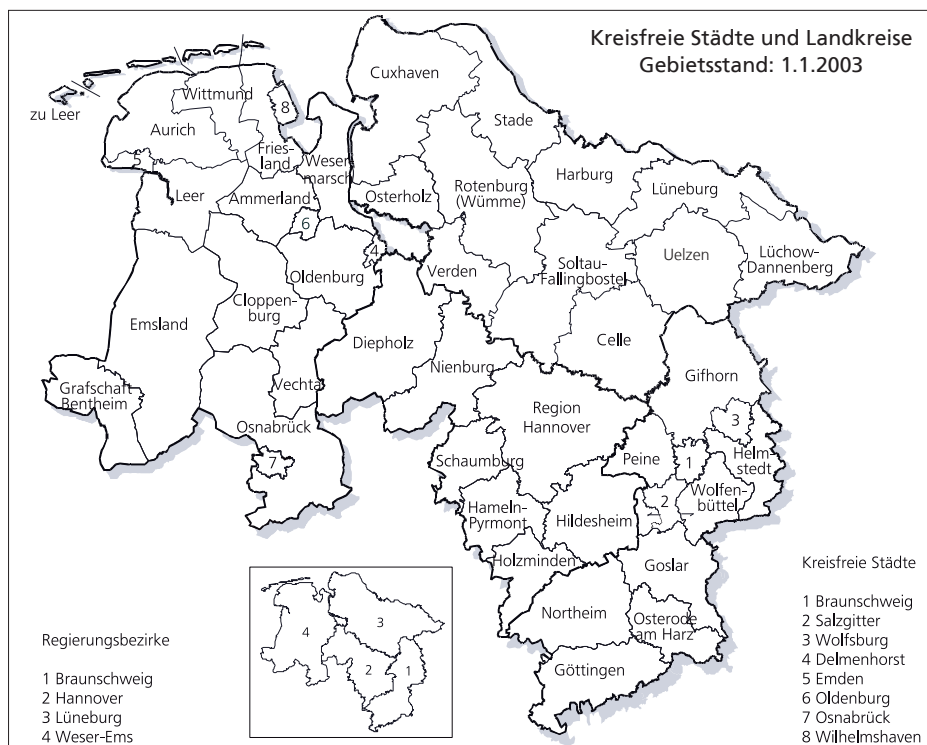 Kreisfreie Städte und Landkreise
Gebietsstand: 1.1.2003
zu Leer
Wittmund
8
Aurich
5
Fries-
land
Weser-
marsch
Leer
Ammerland
6
4
Oldenburg
Cloppen-
burg
Emsland
Vechta
Grafschaft
Bentheim
Osnabrück
7
Cuxhaven
Stade
Osterholz
Rotenburg
(Wümme)
Harburg
Lüneburg
Verden
Soltau-
Fallingbostel
Uelzen
Lüchow-
Dannenberg
Celle
Diepholz
Nienburg
Gifhorn
Region
Hannover
3
Schaumburg
Peine
1
Helm-
stedt
2
Wolfen-
büttel
Hameln-
Pyrmont
Hildesheim
Holzminden
Goslar
Northeim
Osterode
am Harz
Göttingen
Regierungsbezirke
1 Braunschweig
2 Hannover
3 Lüneburg
4 Weser-Ems
4
3
2
1
Kreisfreie Städte
1 Braunschweig
2 Salzgitter
3 Wolfsburg
4 Delmenhorst
5 Emden
6 Oldenburg
7 Osnabrück
8 Wilhelmshaven